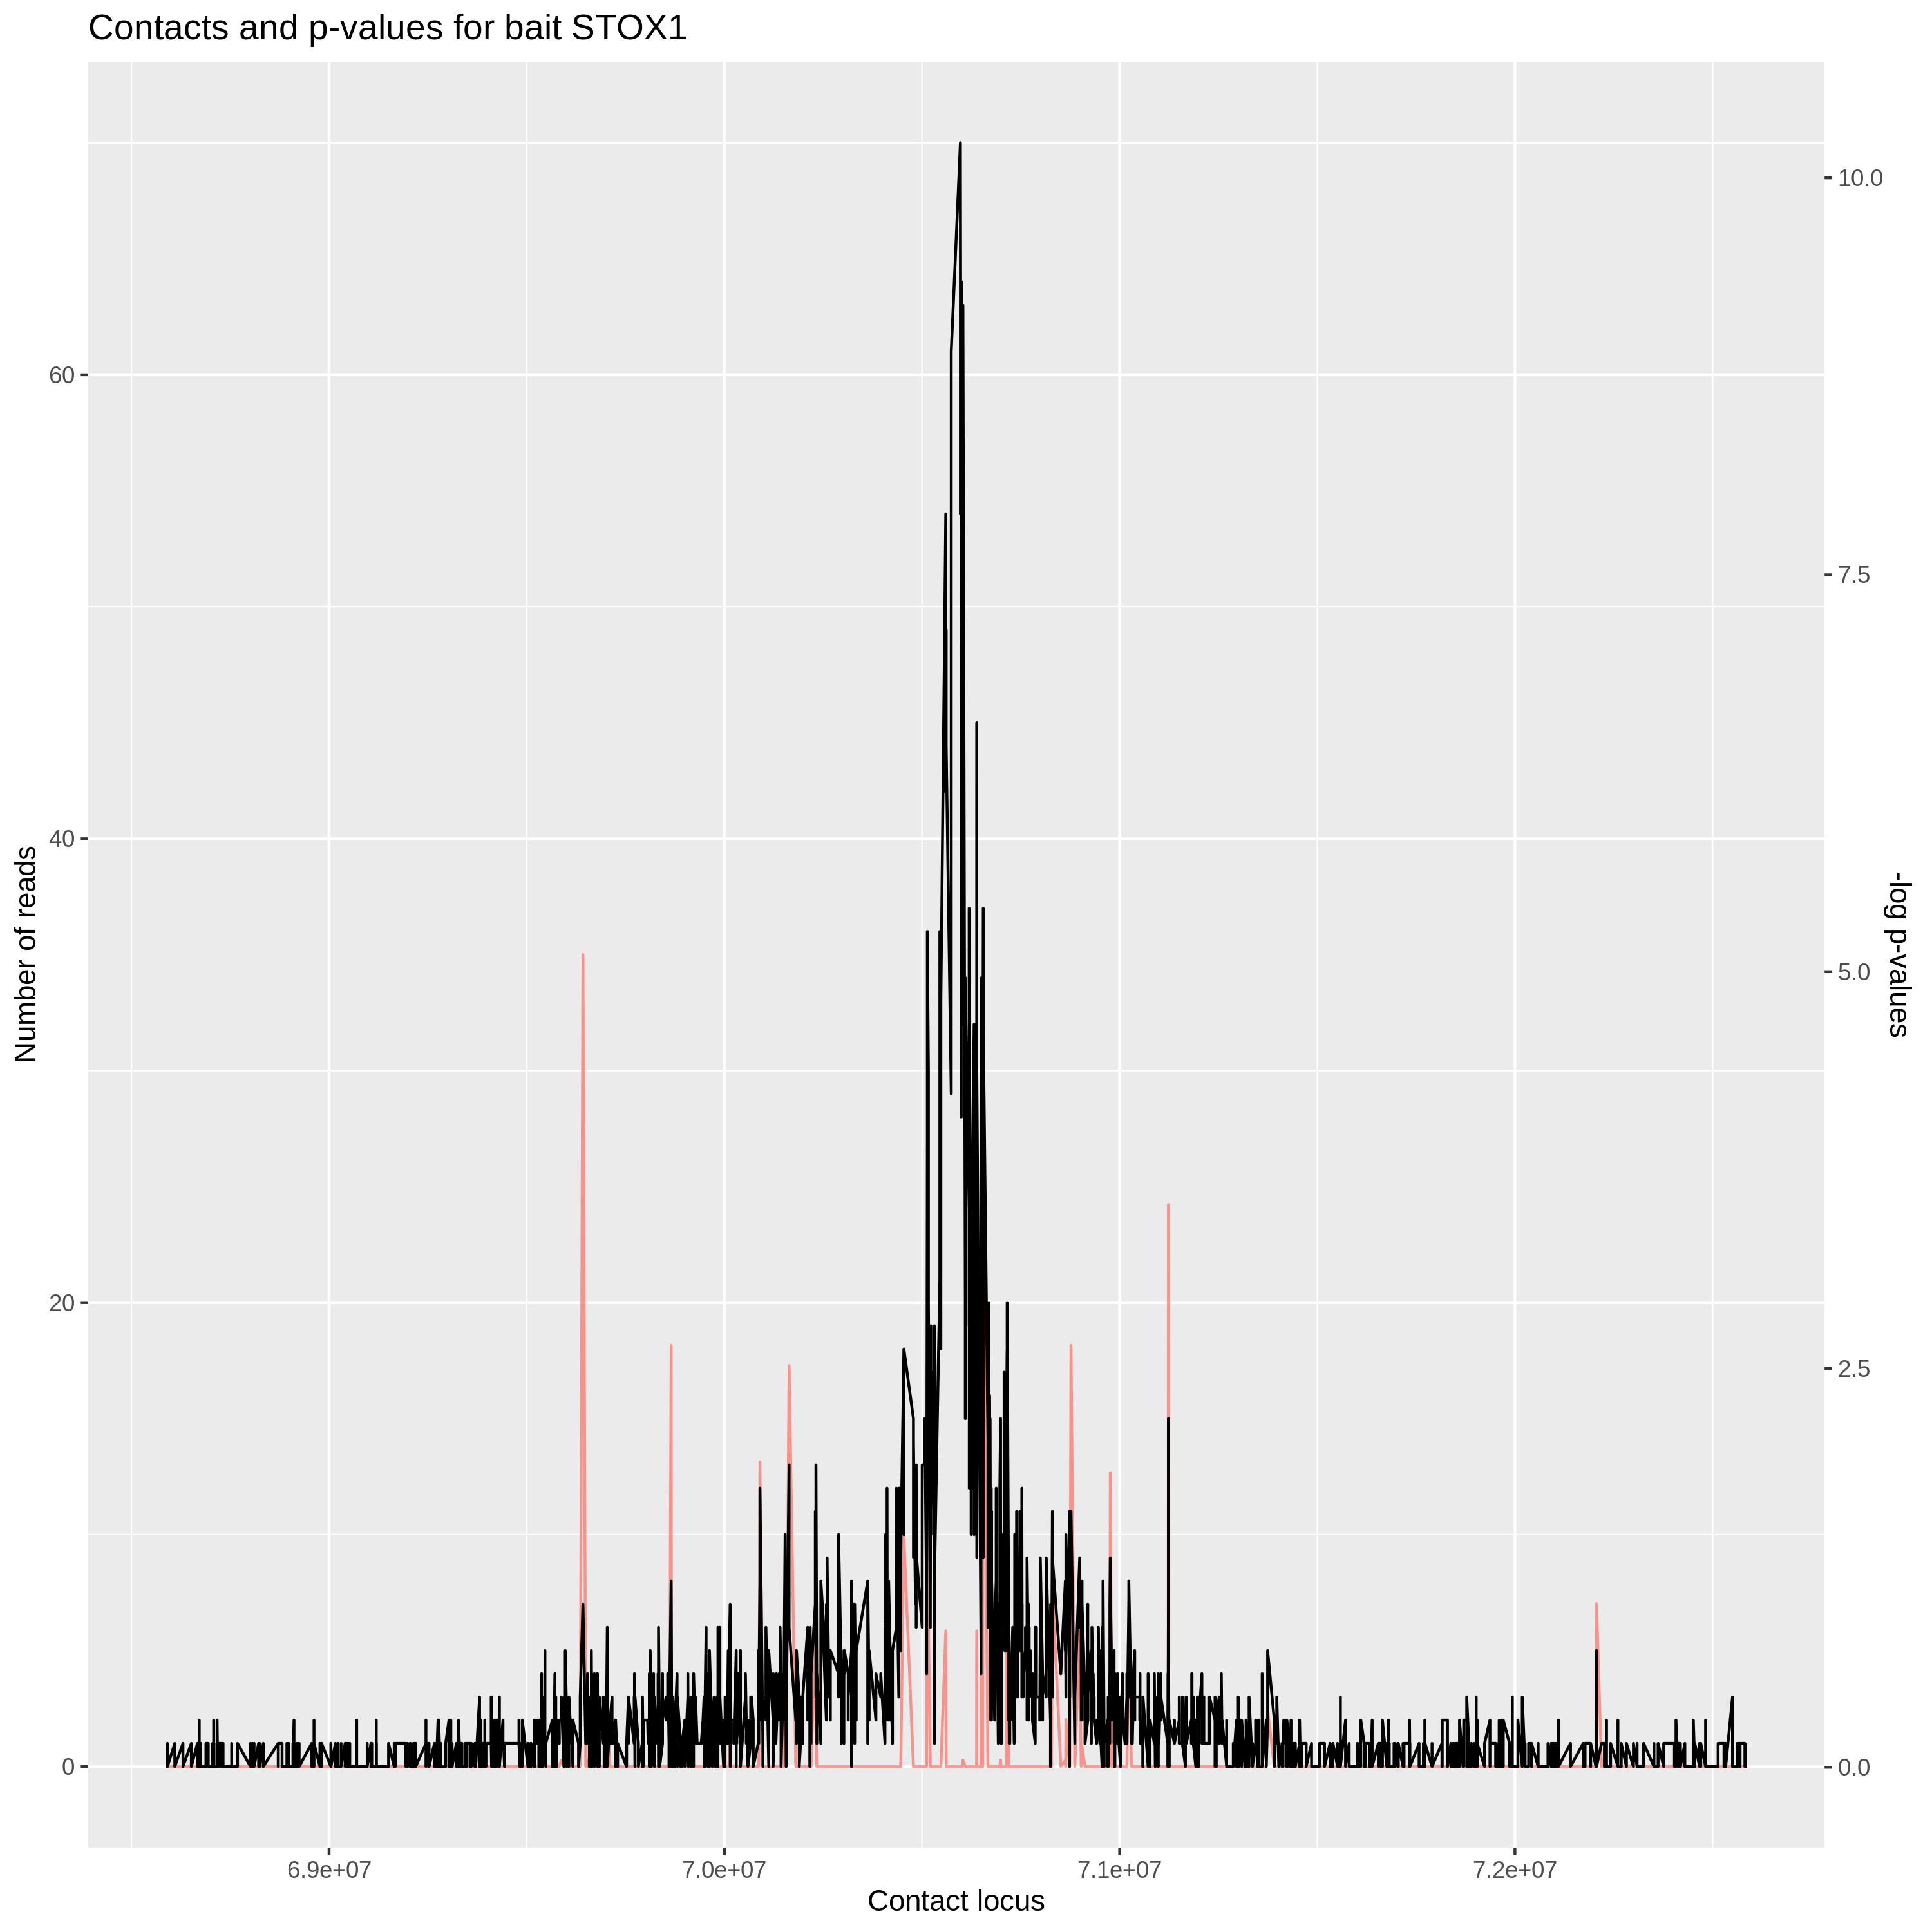 Contacts and p-values for bait STOX1
Number of reads
60
40
20
0
10.0
7.5
5.0
2.5
0.0
-log p-values
6.9e+07
7.0e+07
7.1e+07
7.2e+07
Contact locus